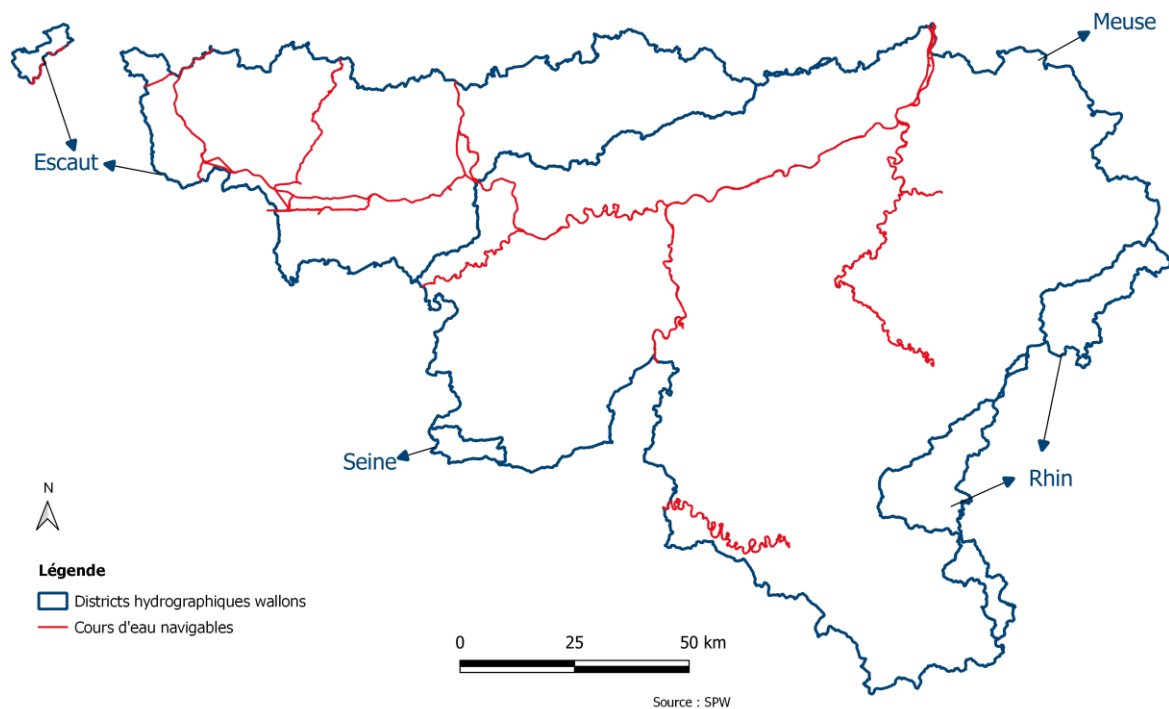 Meuse
Escaut
Seine
Rhin
N
Légende
Districts hydrographiques wallons
Cours d'eau navigables
0 25 50 km
Source : SPW